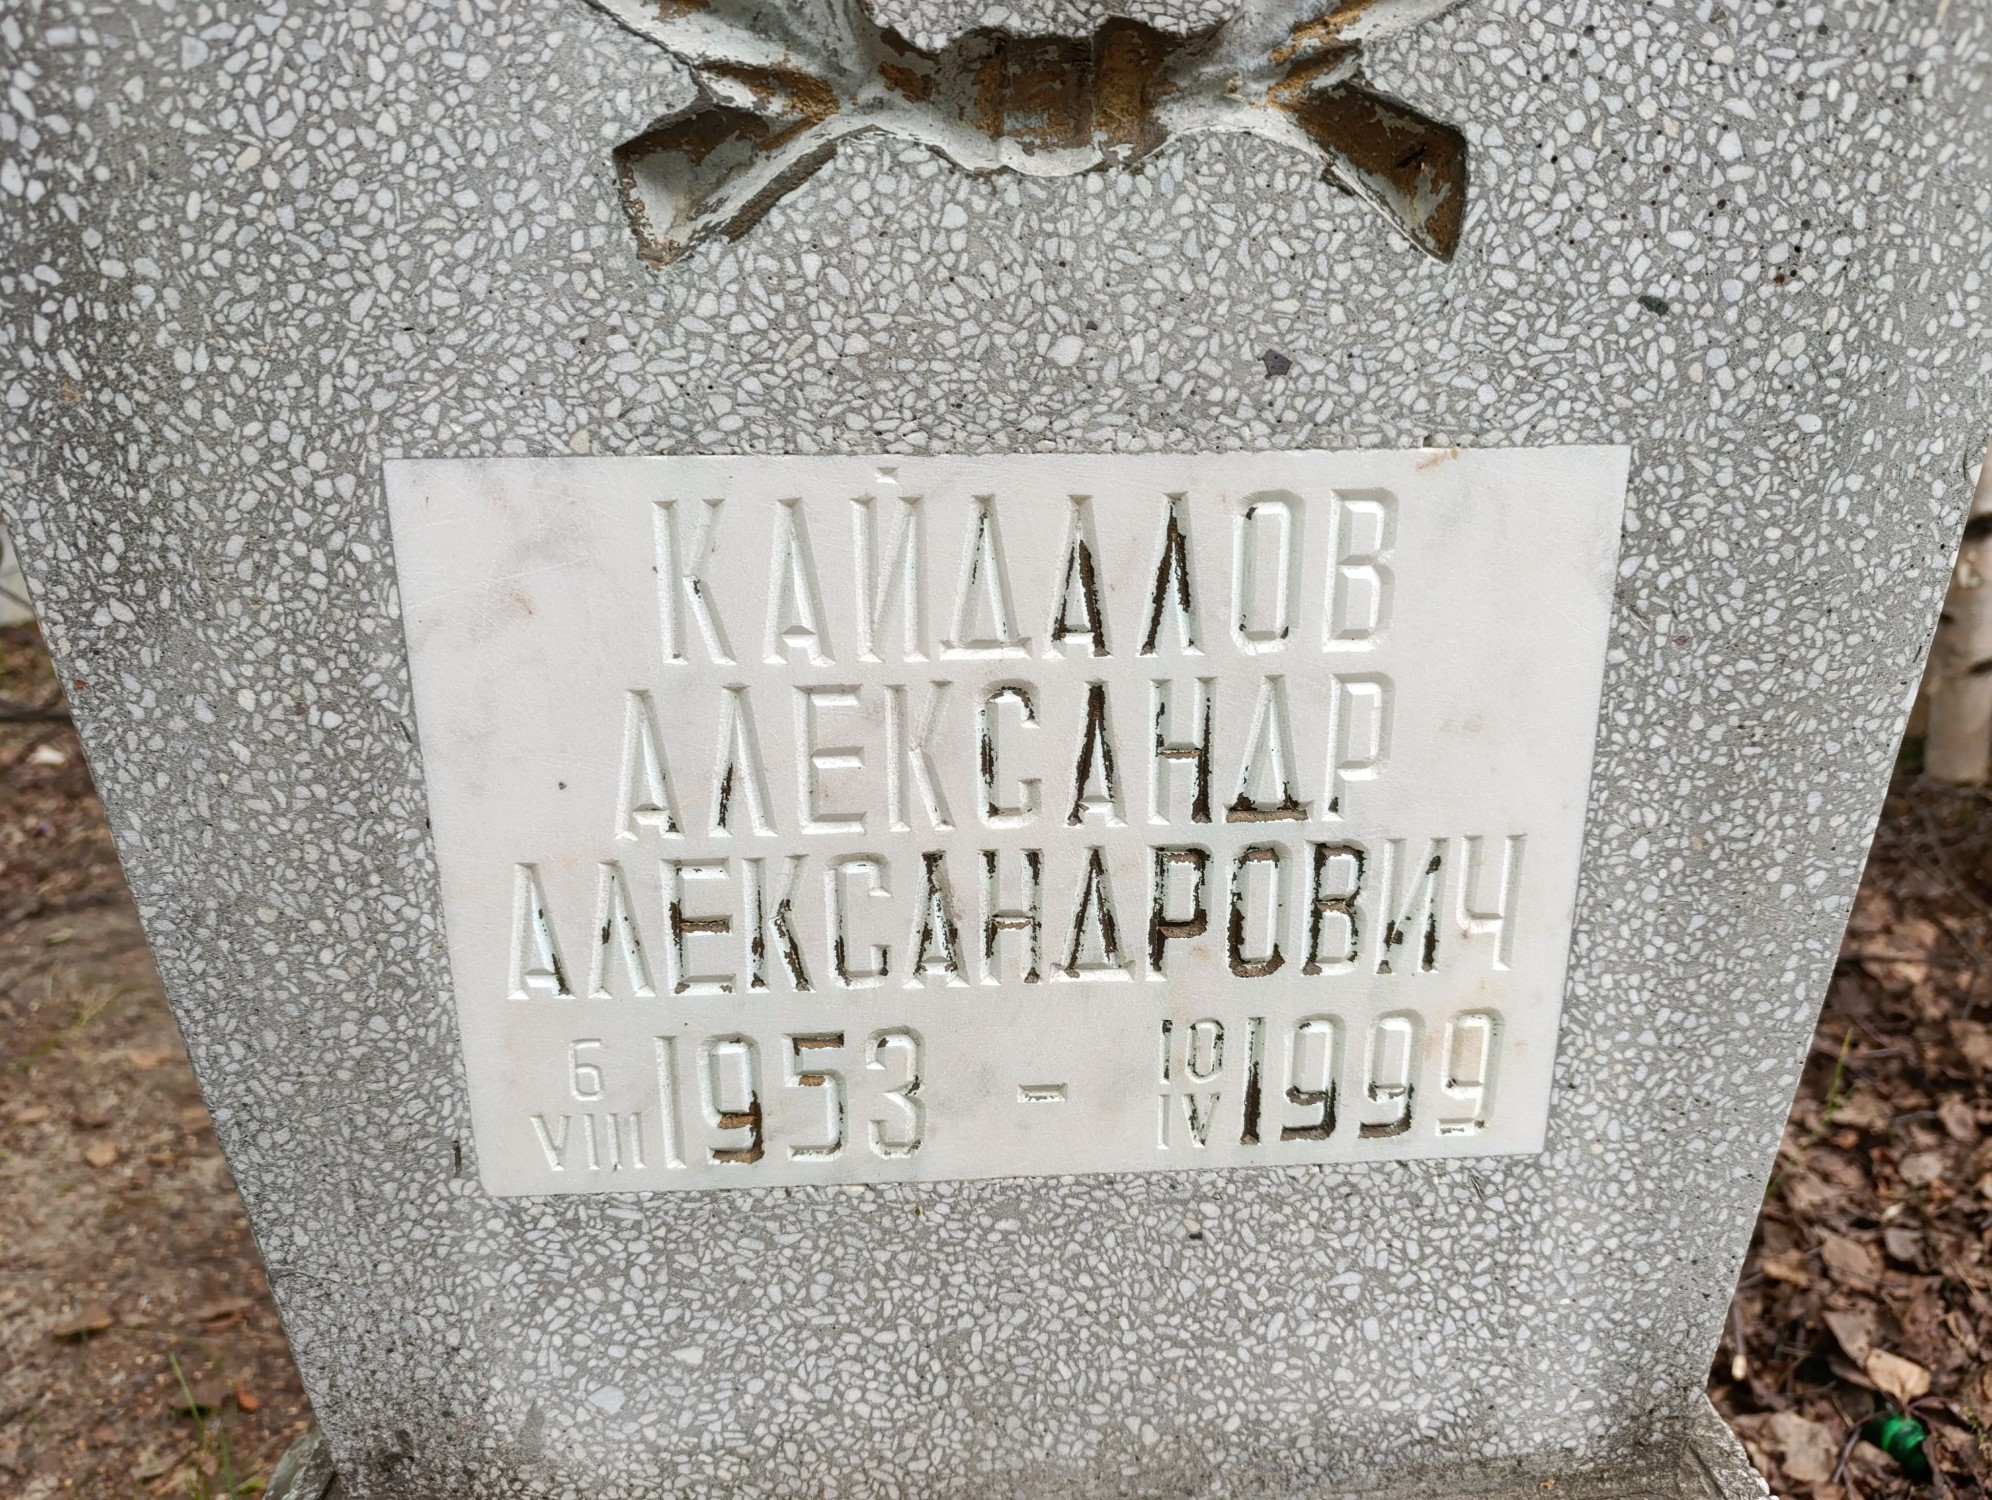 КАЙДАЛОВ
АЛЕКСАНДР
АЛЕКСАНДРОВИЧ
6 VIII 1953 - 10 IV 1999